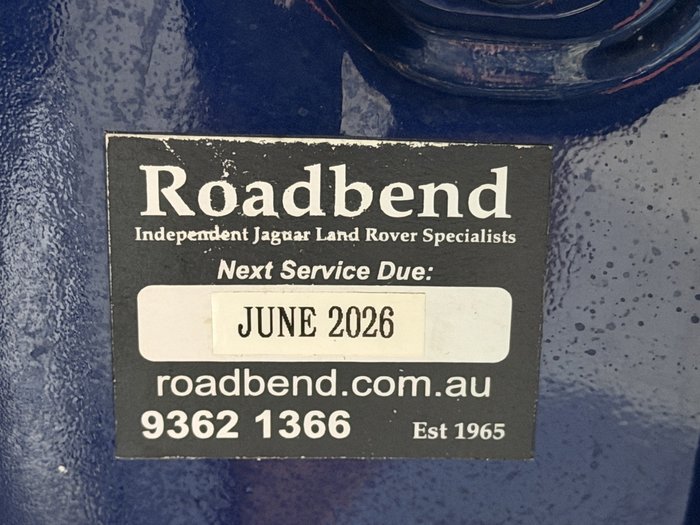 Roadbend
Independent Jaguar Land Rover Specialists
Next Service Due:
JUNE 2026
roadbend.com.au
9362 1366 Est 1965